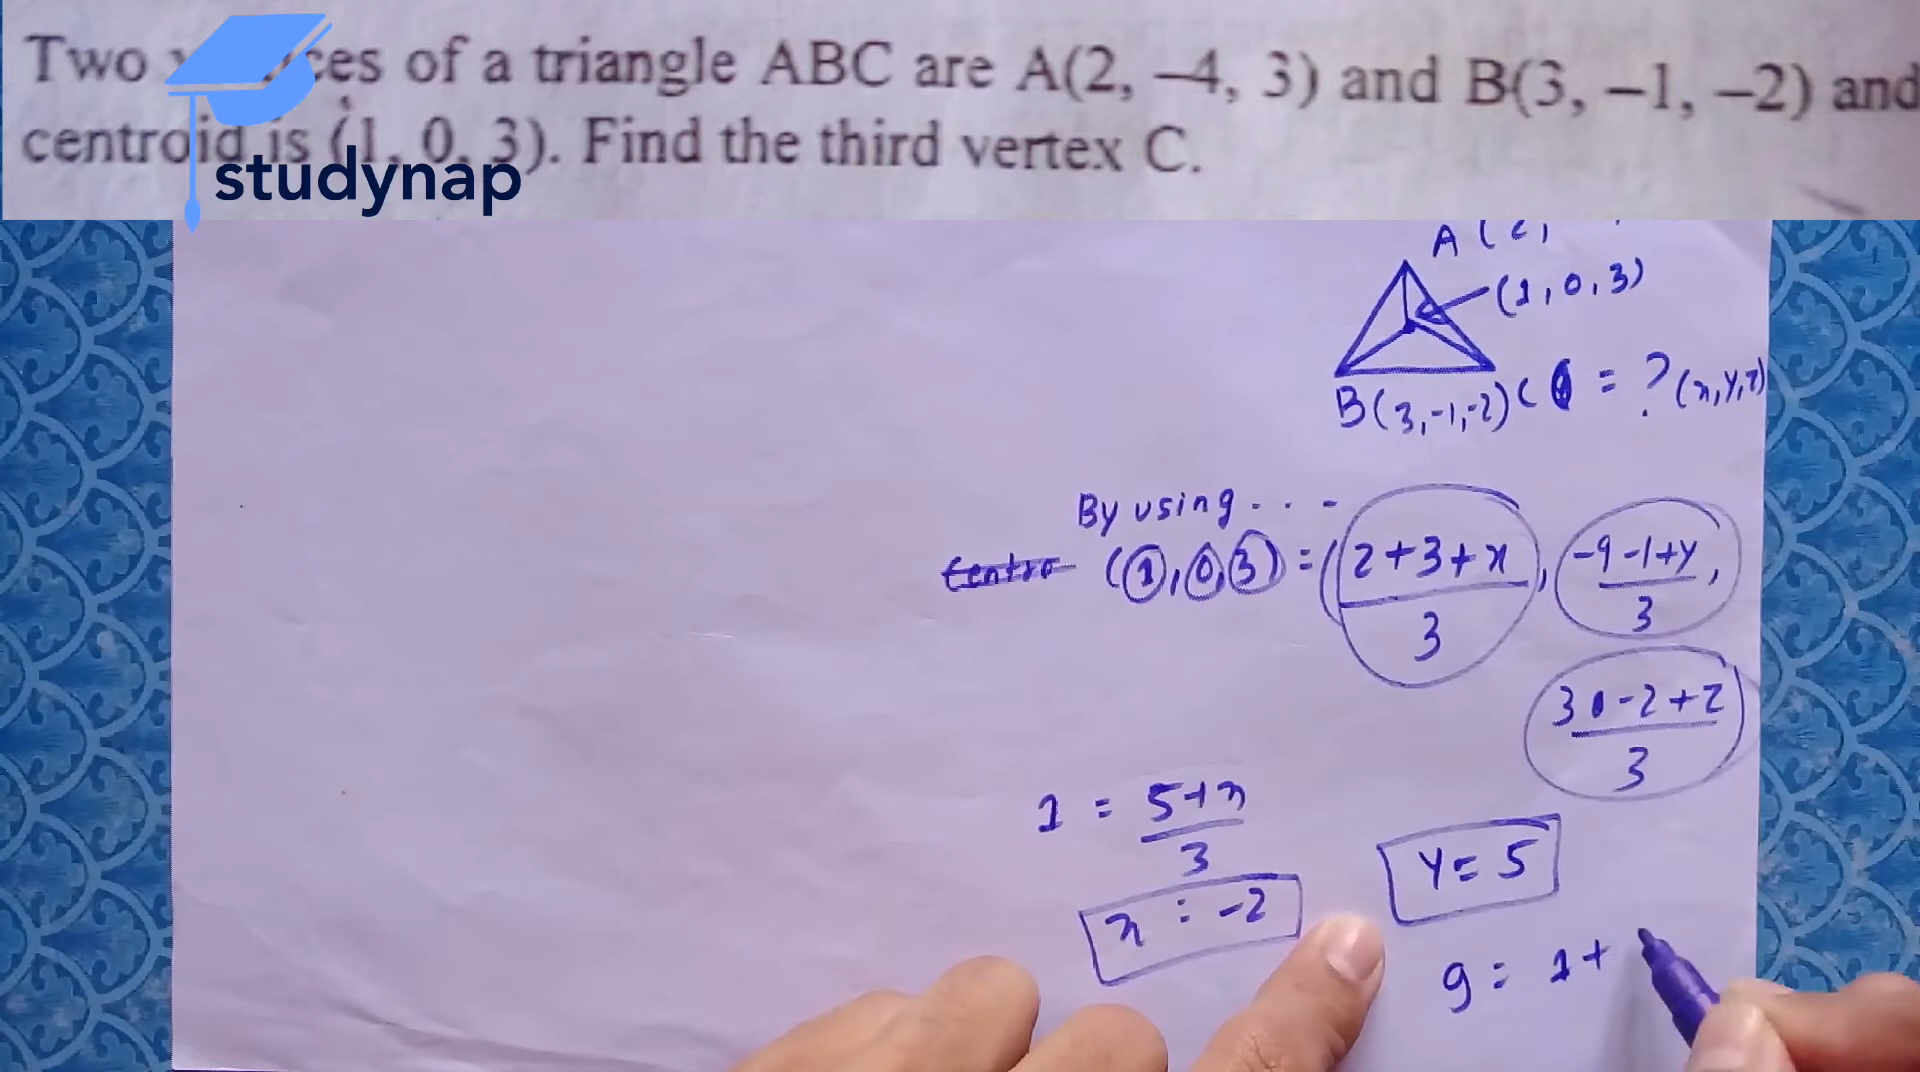 Two ces of a triangle ABC are A(2, –4, 3) and B(3, –1, –2) and
centroid is (1, 0, 3). Find the third vertex C.
studynap
A (2,
(1, 0, 3)
B(3,-1,-2) C = ? (x,y,z)
By using - - -
(1, 0, 3) = ( 2+3+x / 3 , -4-1+y / 3 ,
3 -2+z / 3
1 = 5+x / 3
y = 5
x = -2
9 = 1+